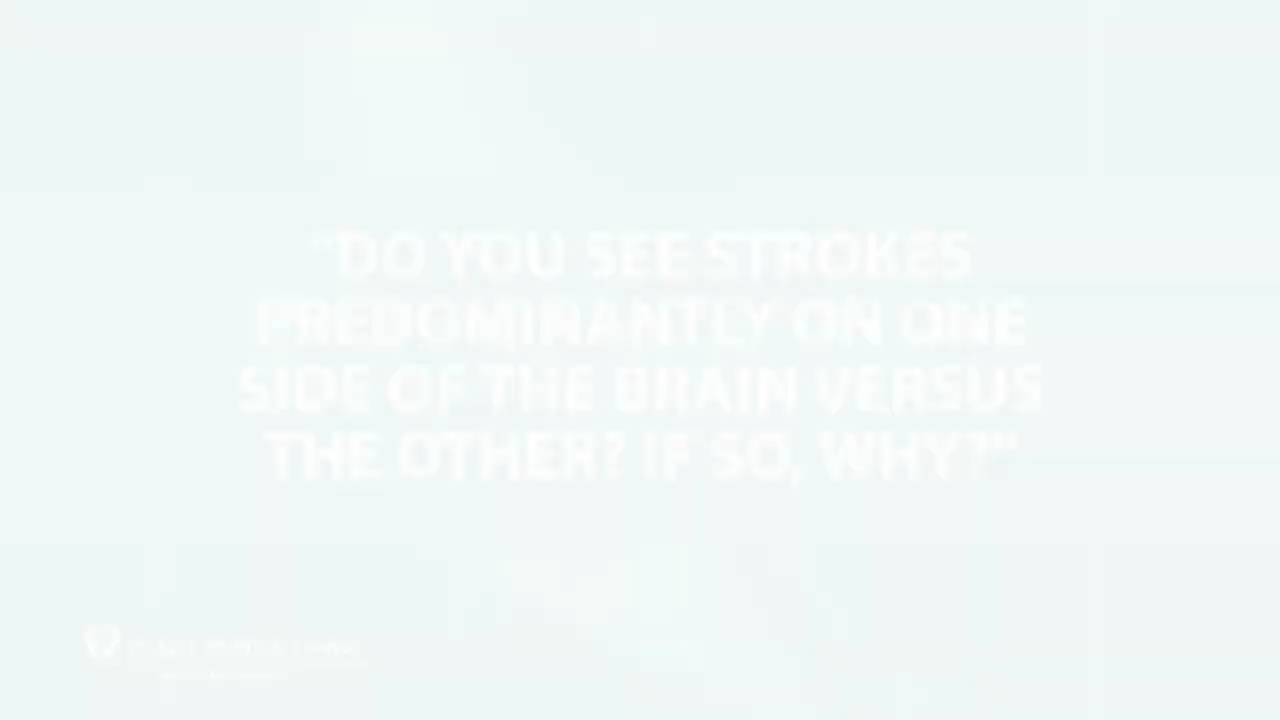 "DO YOU SEE STROKES
PREDOMINANTLY ON ONE
SIDE OF THE BRAIN VERSUS
THE OTHER? IF SO, WHY?"